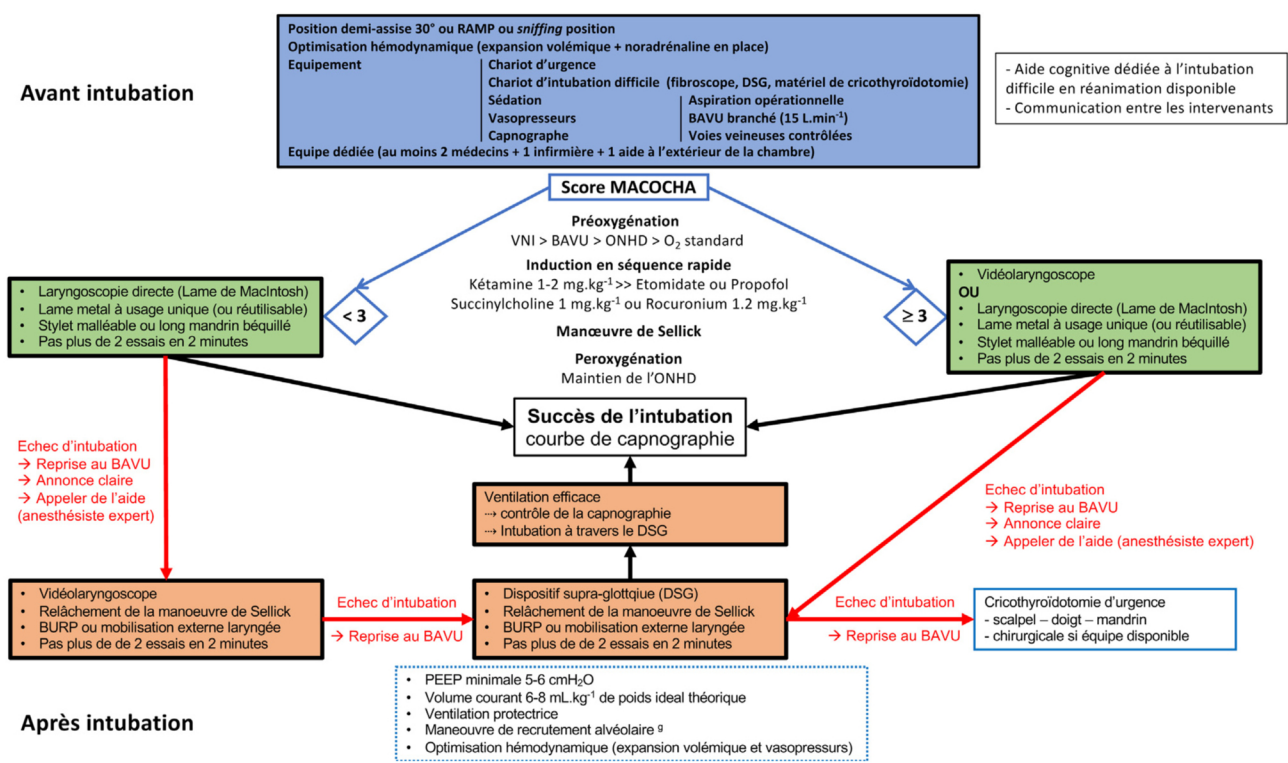 Position demi-assise 30° ou RAMP ou sniffing position
Optimisation hémodynamique (expansion volémique + noradrénaline en place)
Equipement
Chariot d'urgence
Chariot d'intubation difficile (fibroscope, DSG, matériel de cricothyroïdotomie)
Sédation
Aspiration opérationnelle
Vasopresseurs
BAVU branché (15 L.min⁻¹)
Capnographe
Voies veineuses contrôlées
Equipe dédiée (au moins 2 médecins + 1 infirmière + 1 aide à l'extérieur de la chambre)
Avant intubation
- Aide cognitive dédiée à l'intubation
difficile en réanimation disponible
- Communication entre les intervenants
Score MACOCHA
Préoxygénation
VNI > BAVU > ONHD > O₂ standard
Induction en séquence rapide
Kétamine 1-2 mg.kg⁻¹ >> Etomidate ou Propofol
Succinylcholine 1 mg.kg⁻¹ ou Rocuronium 1.2 mg.kg⁻¹
Manœuvre de Sellick
Peroxygénation
Maintien de l'ONHD
• Laryngoscopie directe (Lame de MacIntosh)
• Lame metal à usage unique (ou réutilisable)
• Stylet malléable ou long mandrin béquillé
• Pas plus de 2 essais en 2 minutes
< 3
≥ 3
• Vidéolaryngoscope
OU
• Laryngoscopie directe (Lame de MacIntosh)
• Lame metal à usage unique (ou réutilisable)
• Stylet malléable ou long mandrin béquillé
• Pas plus de 2 essais en 2 minutes
Succès de l'intubation
courbe de capnographie
Echec d'intubation
→ Reprise au BAVU
→ Annonce claire
→ Appeler de l'aide
(anesthésiste expert)
Ventilation efficace
⇢ contrôle de la capnographie
⇢ Intubation à travers le DSG
Echec d'intubation
→ Reprise au BAVU
→ Annonce claire
→ Appeler de l'aide (anesthésiste expert)
• Vidéolaryngoscope
• Relâchement de la manoeuvre de Sellick
• BURP ou mobilisation externe laryngée
• Pas plus de de 2 essais en 2 minutes
Echec d'intubation
→ Reprise au BAVU
• Dispositif supra-glottqiue (DSG)
• Relâchement de la manoeuvre de Sellick
• BURP ou mobilisation externe laryngée
• Pas plus de 2 essais en 2 minutes
Echec d'intubation
→ Reprise au BAVU
Cricothyroïdotomie d'urgence
- scalpel – doigt – mandrin
- chirurgicale si équipe disponible
Après intubation
• PEEP minimale 5-6 cmH₂O
• Volume courant 6-8 mL.kg⁻¹ de poids ideal théorique
• Ventilation protectrice
• Maneouvre de recrutement alvéolaire ᵍ
• Optimisation hémodynamique (expansion volémique et vasopressurs)